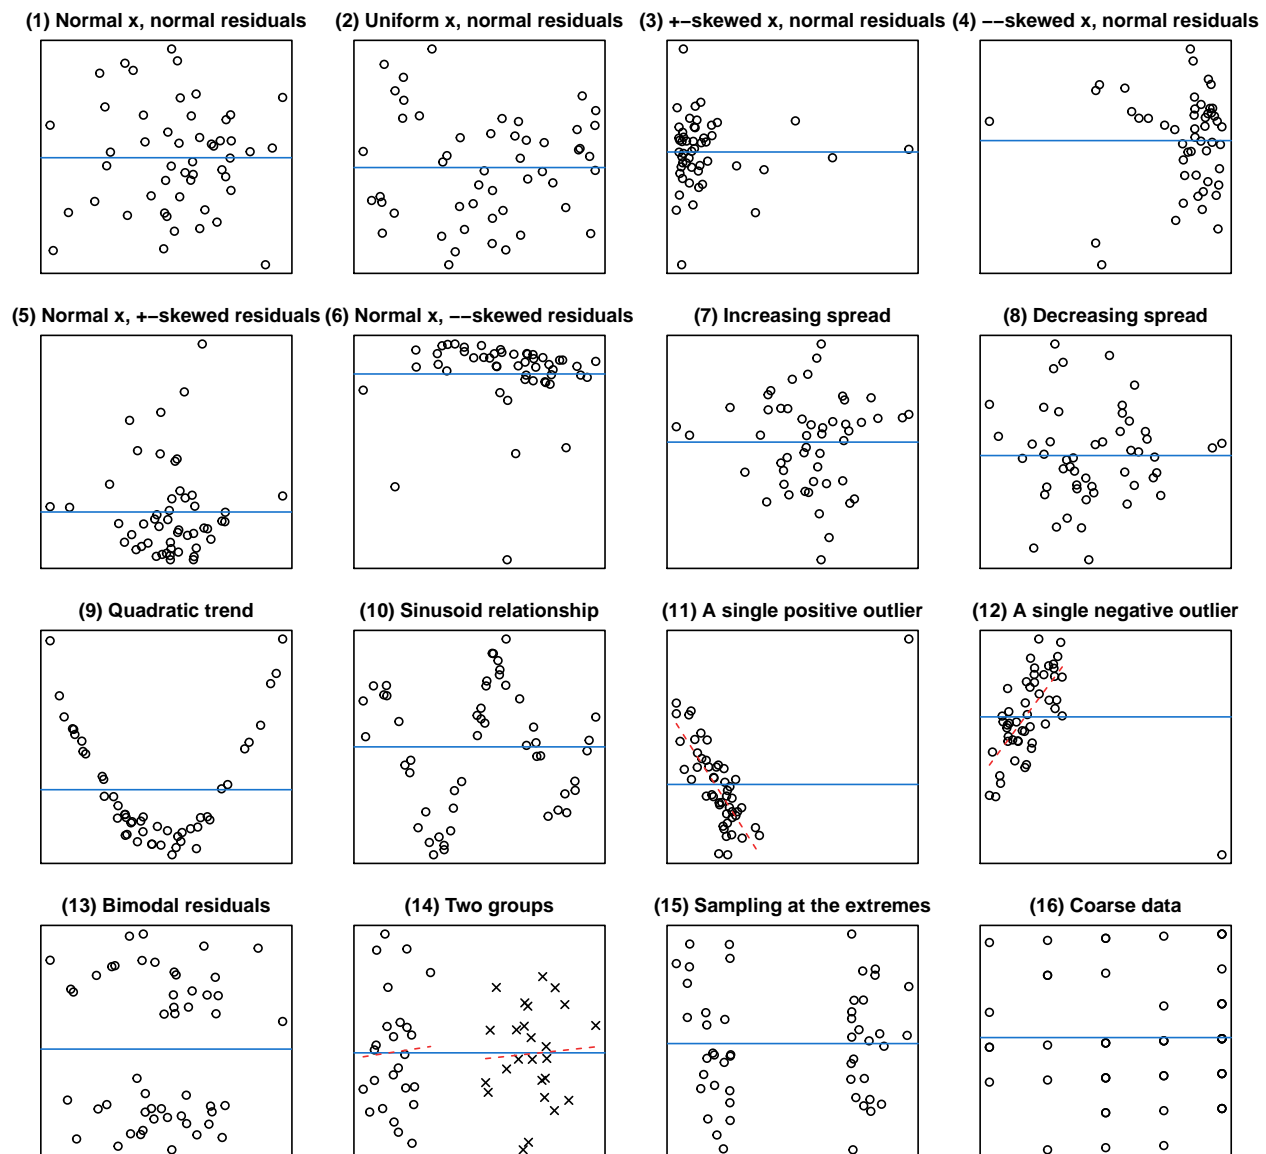 (1) Normal x, normal residuals
(2) Uniform x, normal residuals
(3) +−skewed x, normal residuals
(4) −−skewed x, normal residuals
(5) Normal x, +−skewed residuals
(6) Normal x, −−skewed residuals
(7) Increasing spread
(8) Decreasing spread
(9) Quadratic trend
(10) Sinusoid relationship
(11) A single positive outlier
(12) A single negative outlier
(13) Bimodal residuals
(14) Two groups
(15) Sampling at the extremes
(16) Coarse data